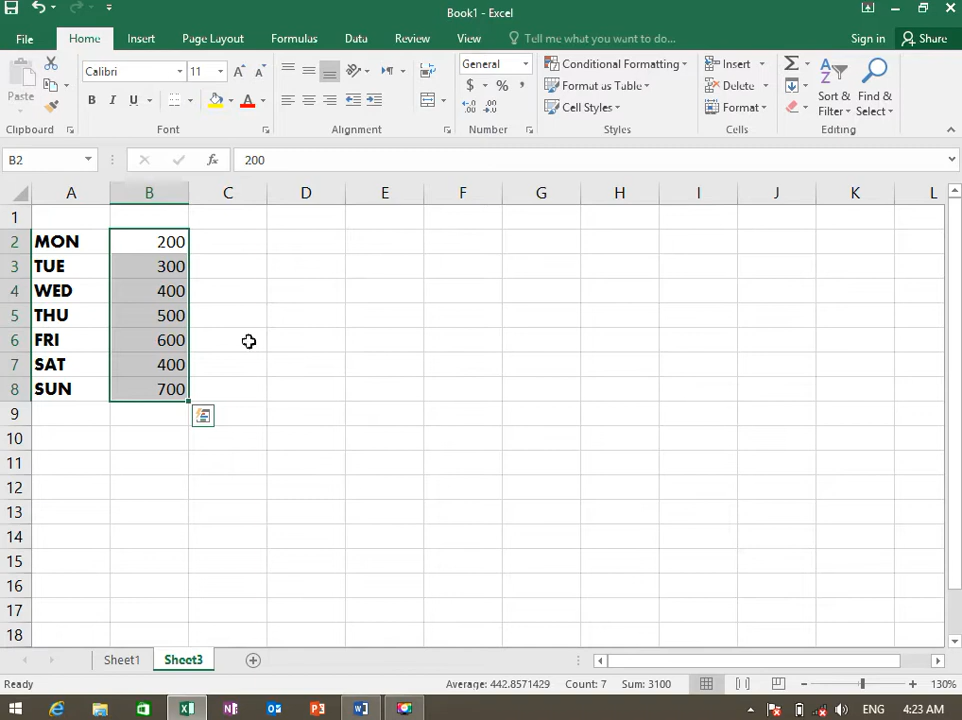 Book1 - Excel
File Home Insert Page Layout Formulas Data Review View Tell me what you want to do... Sign in Share
Paste Calibri 11 General Conditional Formatting Insert
B I U $ % , Format as Table Delete Sort & Find &
A Cell Styles Format Filter Select
Clipboard Font Alignment Number Styles Cells Editing
B2 fx 200
A B C D E F G H I J K L
1
2 MON 200
3 TUE 300
4 WED 400
5 THU 500
6 FRI 600
7 SAT 400
8 SUN 700
9
10
11
12
13
14
15
16
17
18
Sheet1 Sheet3
Ready Average: 442.8571429 Count: 7 Sum: 3100 130%
ENG 4:23 AM